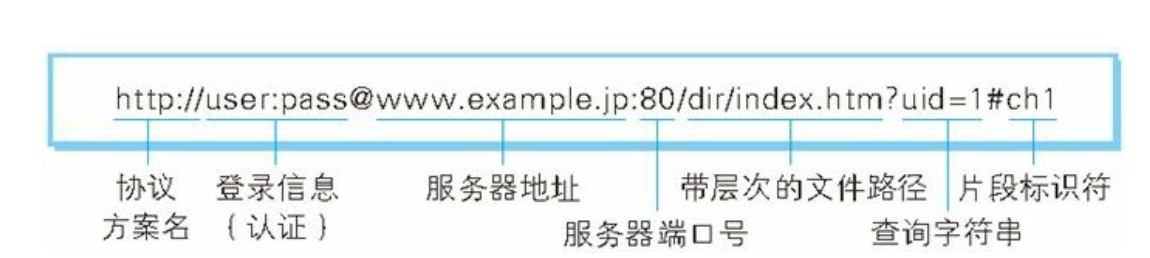 http://user:pass@www.example.jp:80/dir/index.htm?uid=1#ch1
协议
方案名
登录信息
(认证)
服务器地址
服务器端口号
带层次的文件路径
查询字符串
片段标识符